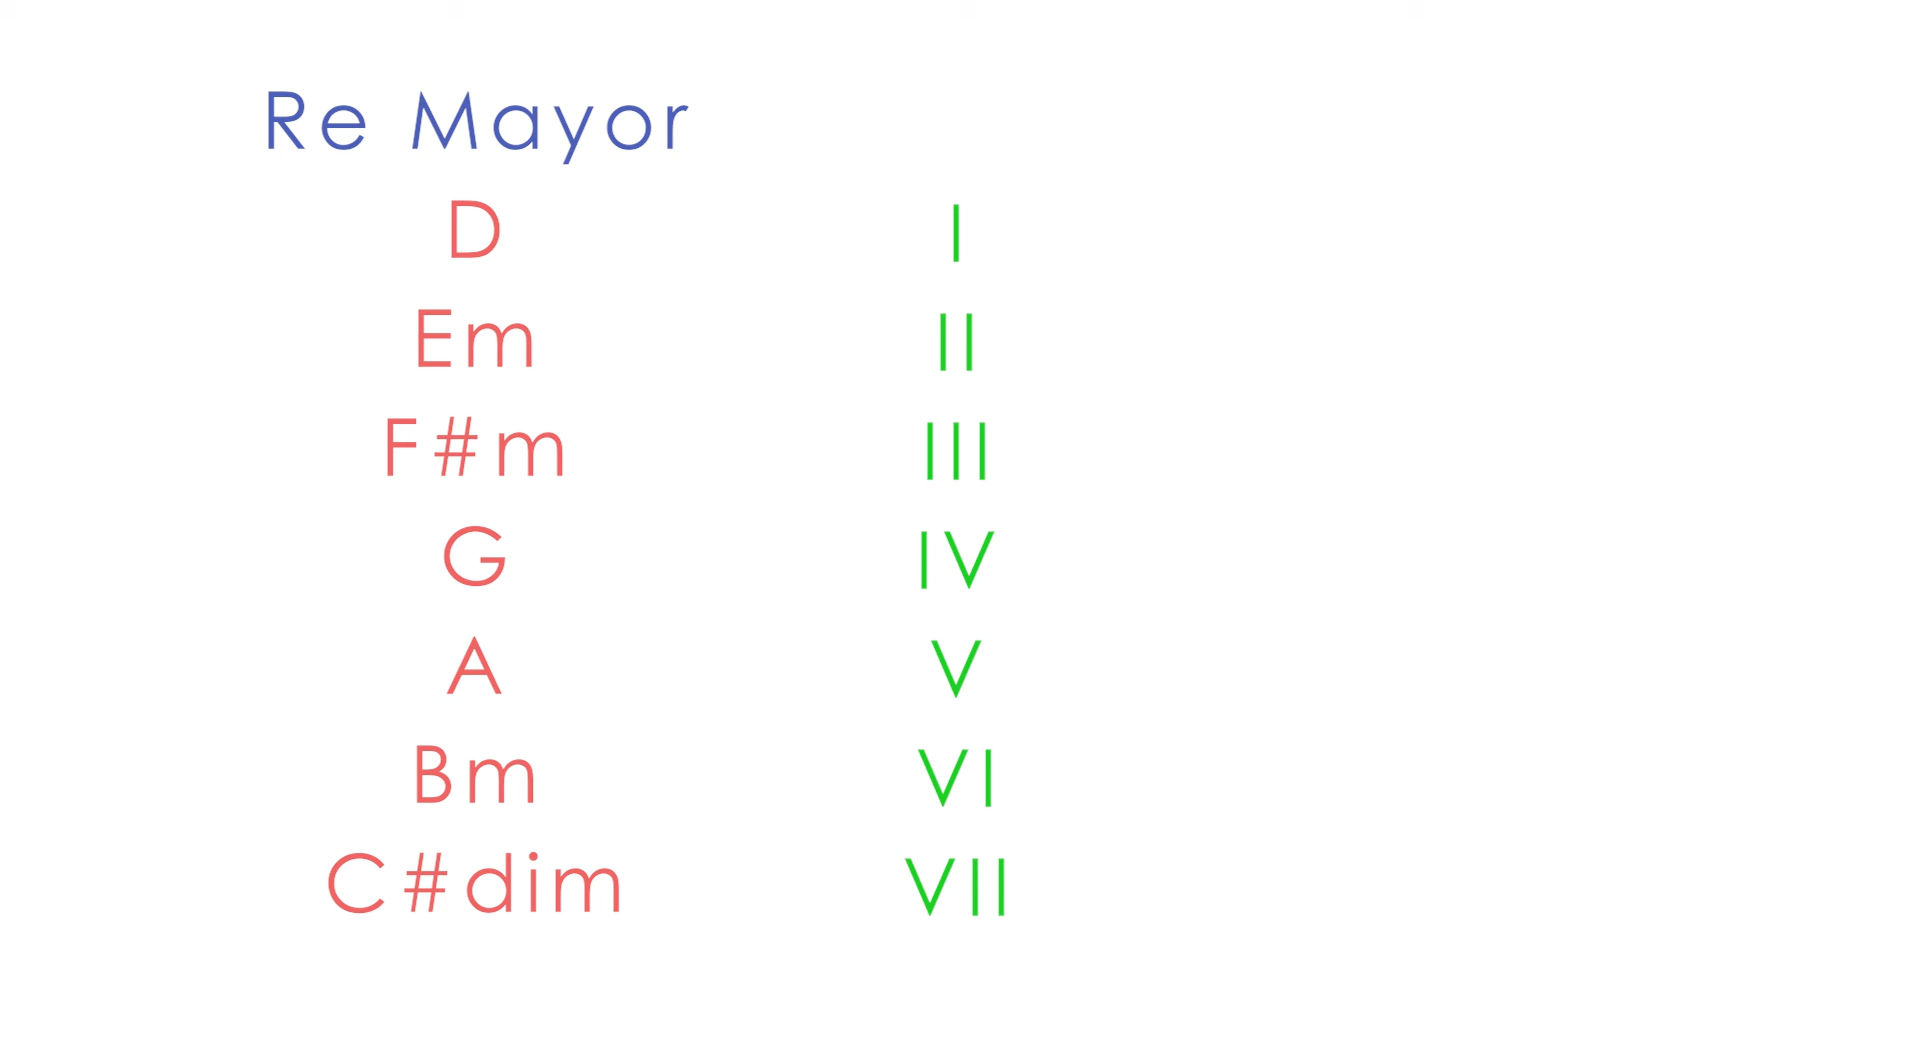 Re Mayor
D I
Em II
F#m III
G IV
A V
Bm VI
C#dim VII